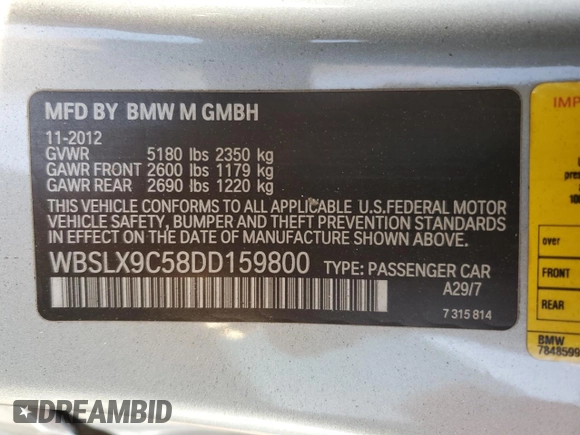 MFD BY BMW M GMBH
11-2012
GVWR 5180 lbs 2350 kg
GAWR FRONT 2600 lbs 1179 kg
GAWR REAR 2690 lbs 1220 kg
THIS VEHICLE CONFORMS TO ALL APPLICABLE U.S.FEDERAL MOTOR
VEHICLE SAFETY, BUMPER AND THEFT PREVENTION STANDARDS
IN EFFECT ON THE DATE OF MANUFACTURE SHOWN ABOVE.
WBSLX9C58DD159800 TYPE: PASSENGER CAR
A29/7
7 315 814
over
FRONT
REAR
BMW
7848599
DREAMBID